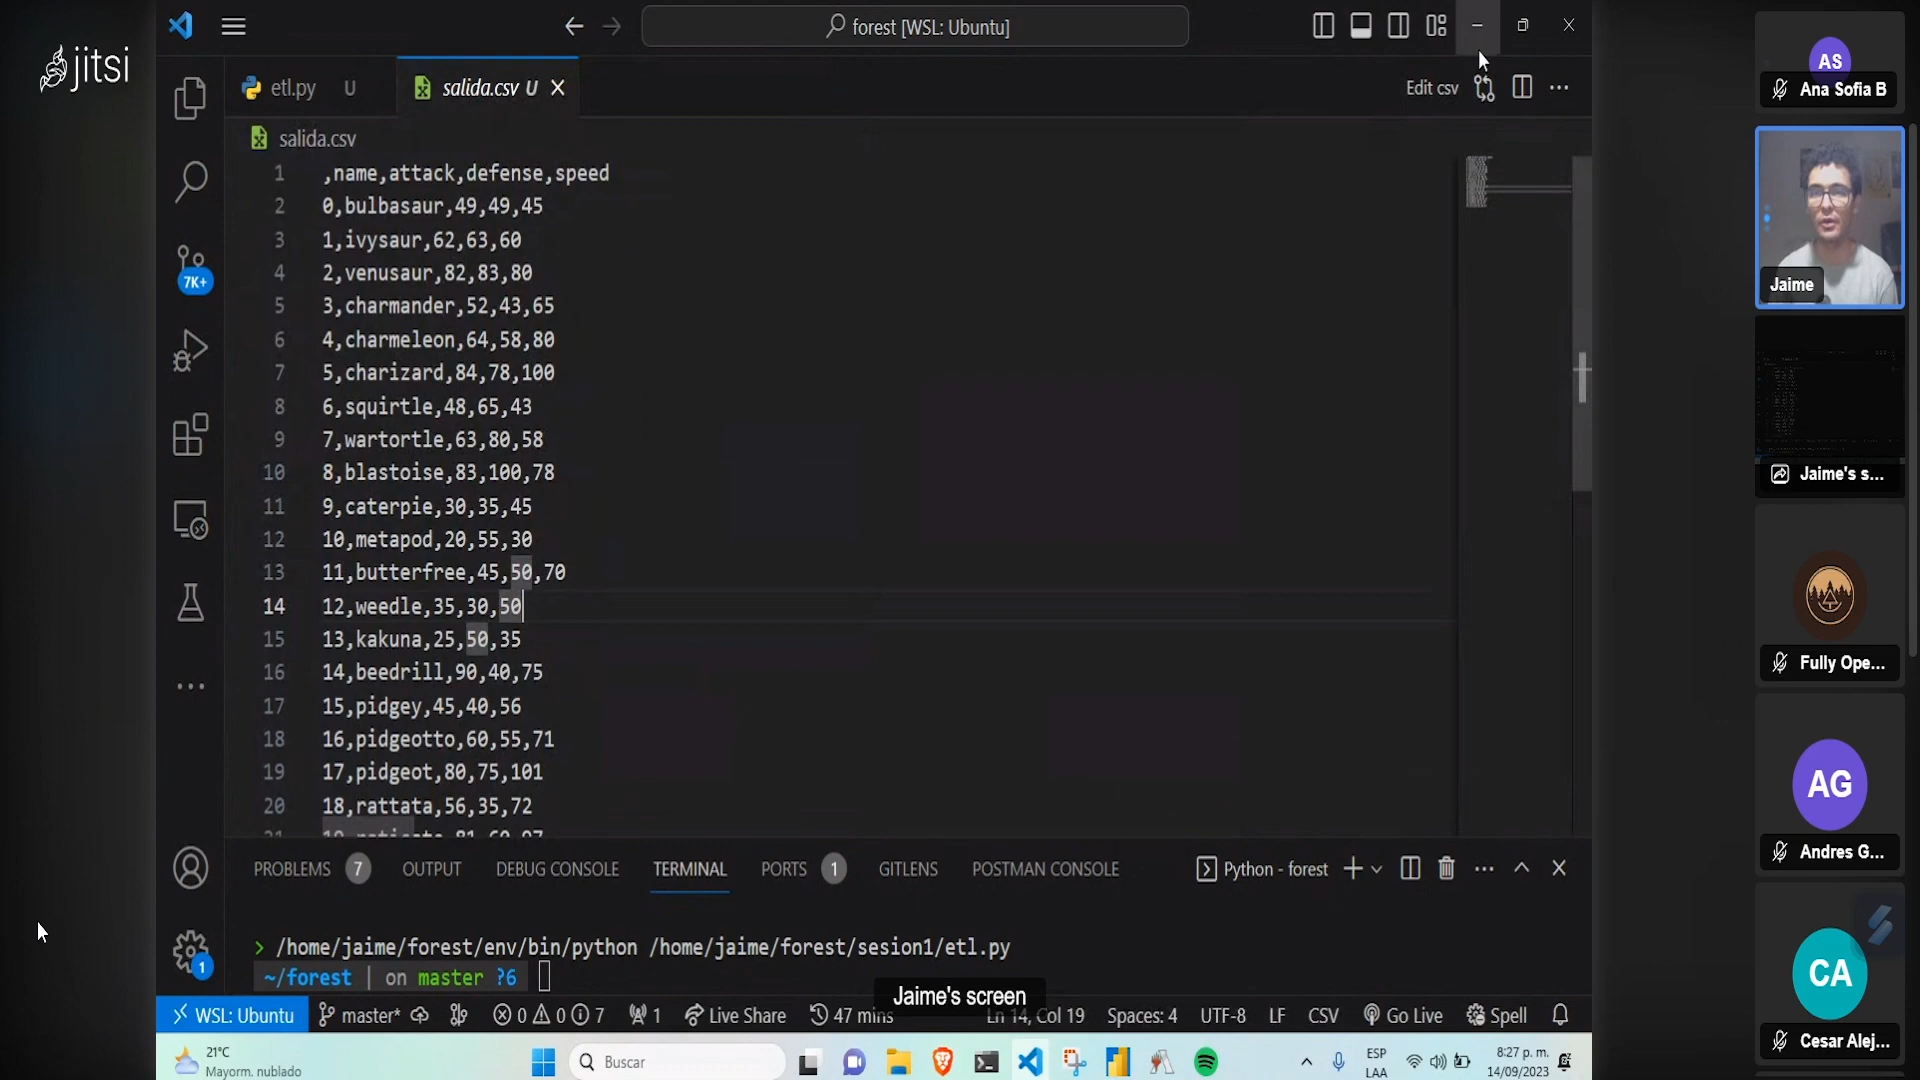 jitsi
forest [WSL: Ubuntu]
etl.py U
salida.csv U
Edit csv
salida.csv
1 ,name,attack,defense,speed
2 0,bulbasaur,49,49,45
3 1,ivysaur,62,63,60
4 2,venusaur,82,83,80
5 3,charmander,52,43,65
6 4,charmeleon,64,58,80
7 5,charizard,84,78,100
8 6,squirtle,48,65,43
9 7,wartortle,63,80,58
10 8,blastoise,83,100,78
11 9,caterpie,30,35,45
12 10,metapod,20,55,30
13 11,butterfree,45,50,70
14 12,weedle,35,30,50
15 13,kakuna,25,50,35
16 14,beedrill,90,40,75
17 15,pidgey,45,40,56
18 16,pidgeotto,60,55,71
19 17,pidgeot,80,75,101
20 18,rattata,56,35,72
7K+
1
PROBLEMS 7 OUTPUT DEBUG CONSOLE TERMINAL PORTS 1 GITLENS POSTMAN CONSOLE
Python - forest
> /home/jaime/forest/env/bin/python /home/jaime/forest/sesion1/etl.py
~/forest | on master ?6
Jaime's screen
WSL: Ubuntu master* 0 0 7 1 Live Share 47 mins Ln 14, Col 19 Spaces: 4 UTF-8 LF CSV Go Live Spell
21°C
Mayorm. nublado
Buscar
ESP
LAA
8:27 p. m.
14/09/2023
AS
Ana Sofia B
Jaime
Jaime's s...
Fully Ope...
AG
Andres G...
CA
Cesar Alej...